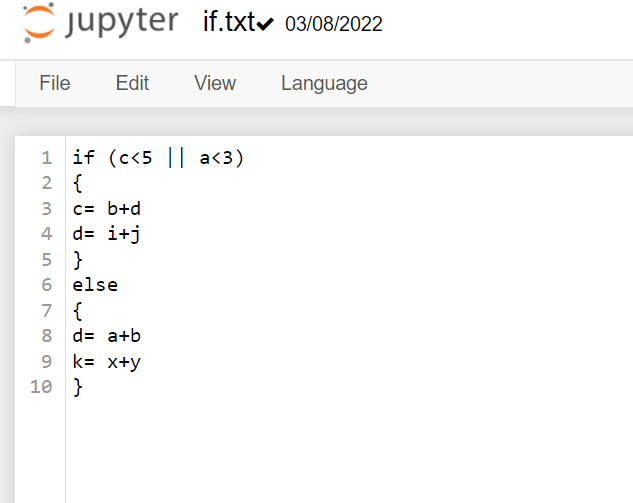 jupyter if.txt✔ 03/08/2022
File Edit View Language
1 if (c<5 || a<3)
2 {
3 c= b+d
4 d= i+j
5 }
6 else
7 {
8 d= a+b
9 k= x+y
10 }